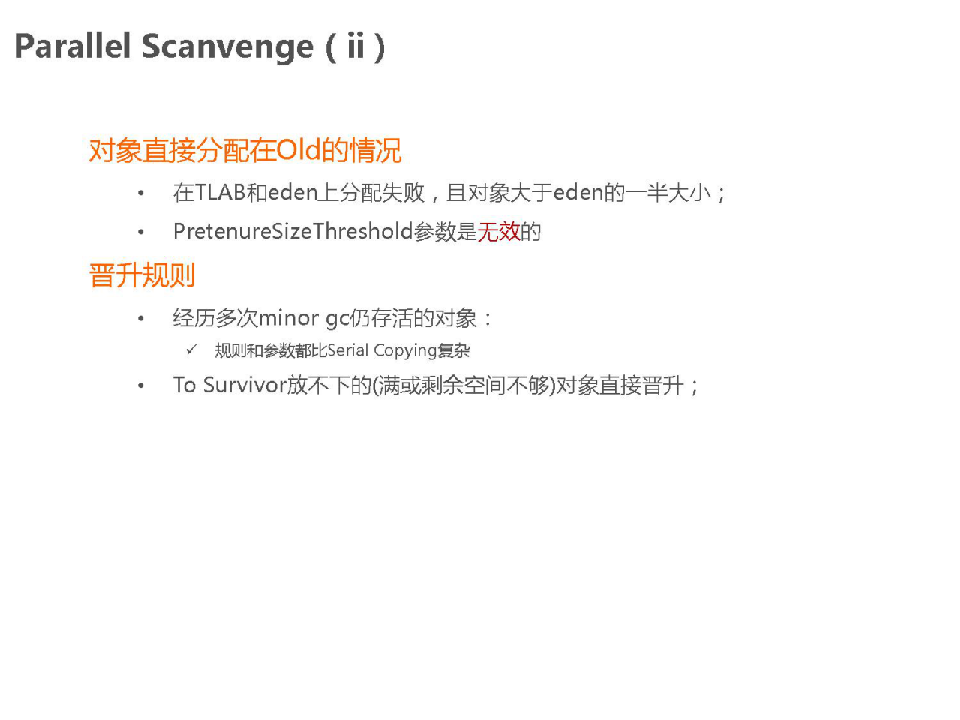 Parallel Scanvenge ( ii )
对象直接分配在Old的情况
• 在TLAB和eden上分配失败，且对象大于eden的一半大小；
• PretenureSizeThreshold参数是无效的
晋升规则
• 经历多次minor gc仍存活的对象：
✓ 规则和参数都比Serial Copying复杂
• To Survivor放不下的(满或剩余空间不够)对象直接晋升；